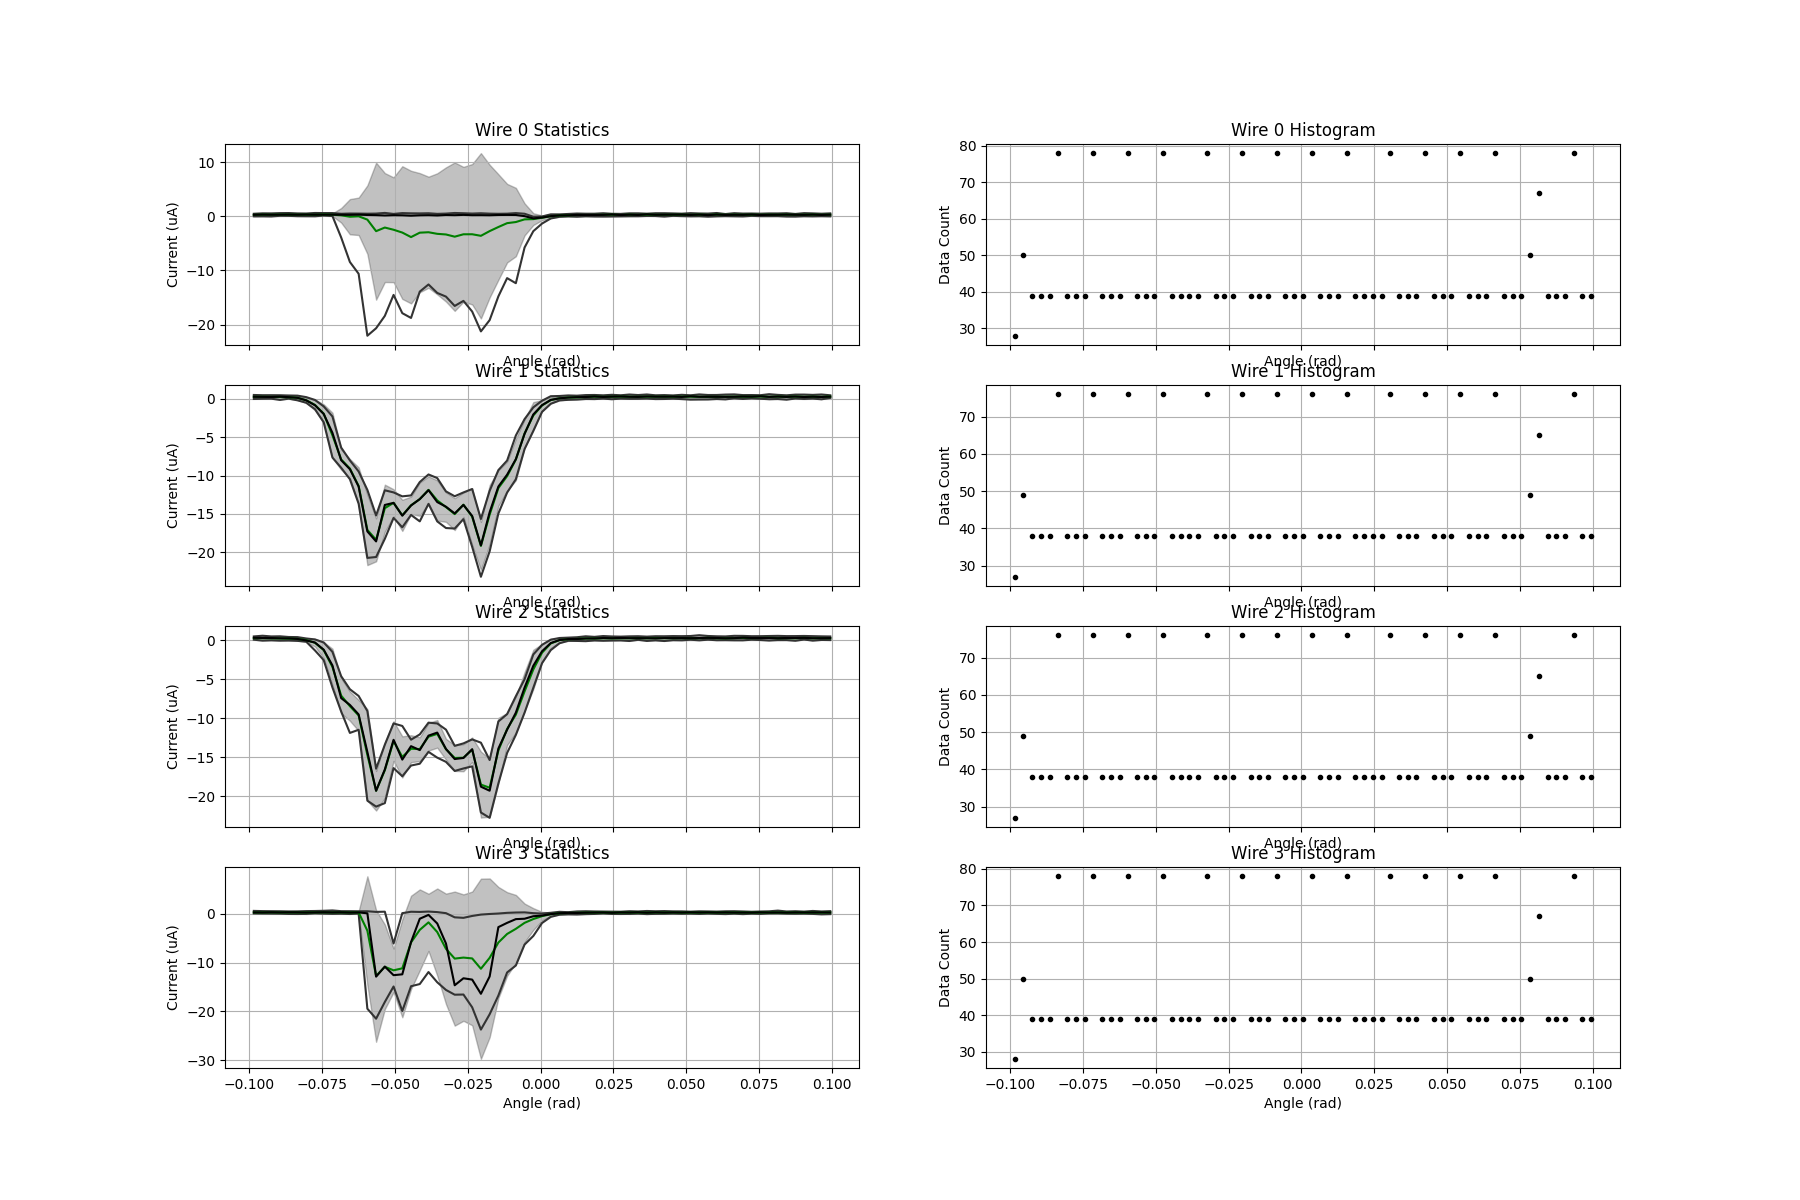 Wire 0 Statistics
Wire 0 Histogram
Current (uA)
10
0
−10
−20
Angle (rad)
Data Count
80
70
60
50
40
30
Angle (rad)
Wire 1 Statistics
Wire 1 Histogram
Current (uA)
0
−5
−10
−15
−20
Angle (rad)
Data Count
70
60
50
40
30
Angle (rad)
Wire 2 Statistics
Wire 2 Histogram
Current (uA)
0
−5
−10
−15
−20
Angle (rad)
Data Count
70
60
50
40
30
Angle (rad)
Wire 3 Statistics
Wire 3 Histogram
Current (uA)
0
−10
−20
−30
−0.100 −0.075 −0.050 −0.025 0.000 0.025 0.050 0.075 0.100
Angle (rad)
Data Count
80
70
60
50
40
30
−0.100 −0.075 −0.050 −0.025 0.000 0.025 0.050 0.075 0.100
Angle (rad)